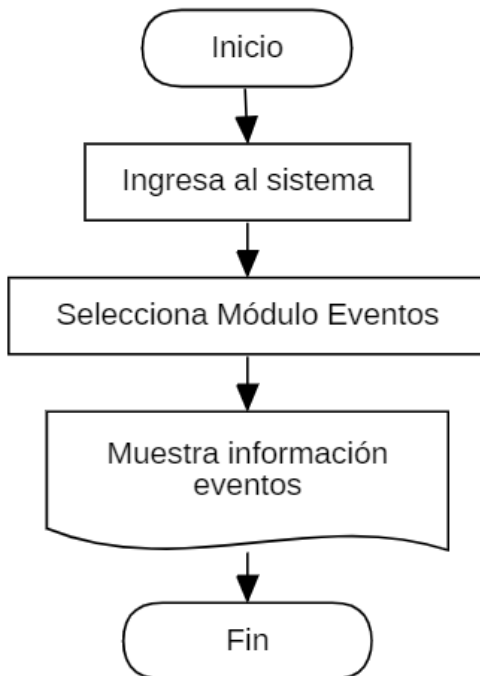 Inicio
Ingresa al sistema
Selecciona Módulo Eventos
Muestra información
eventos
Fin